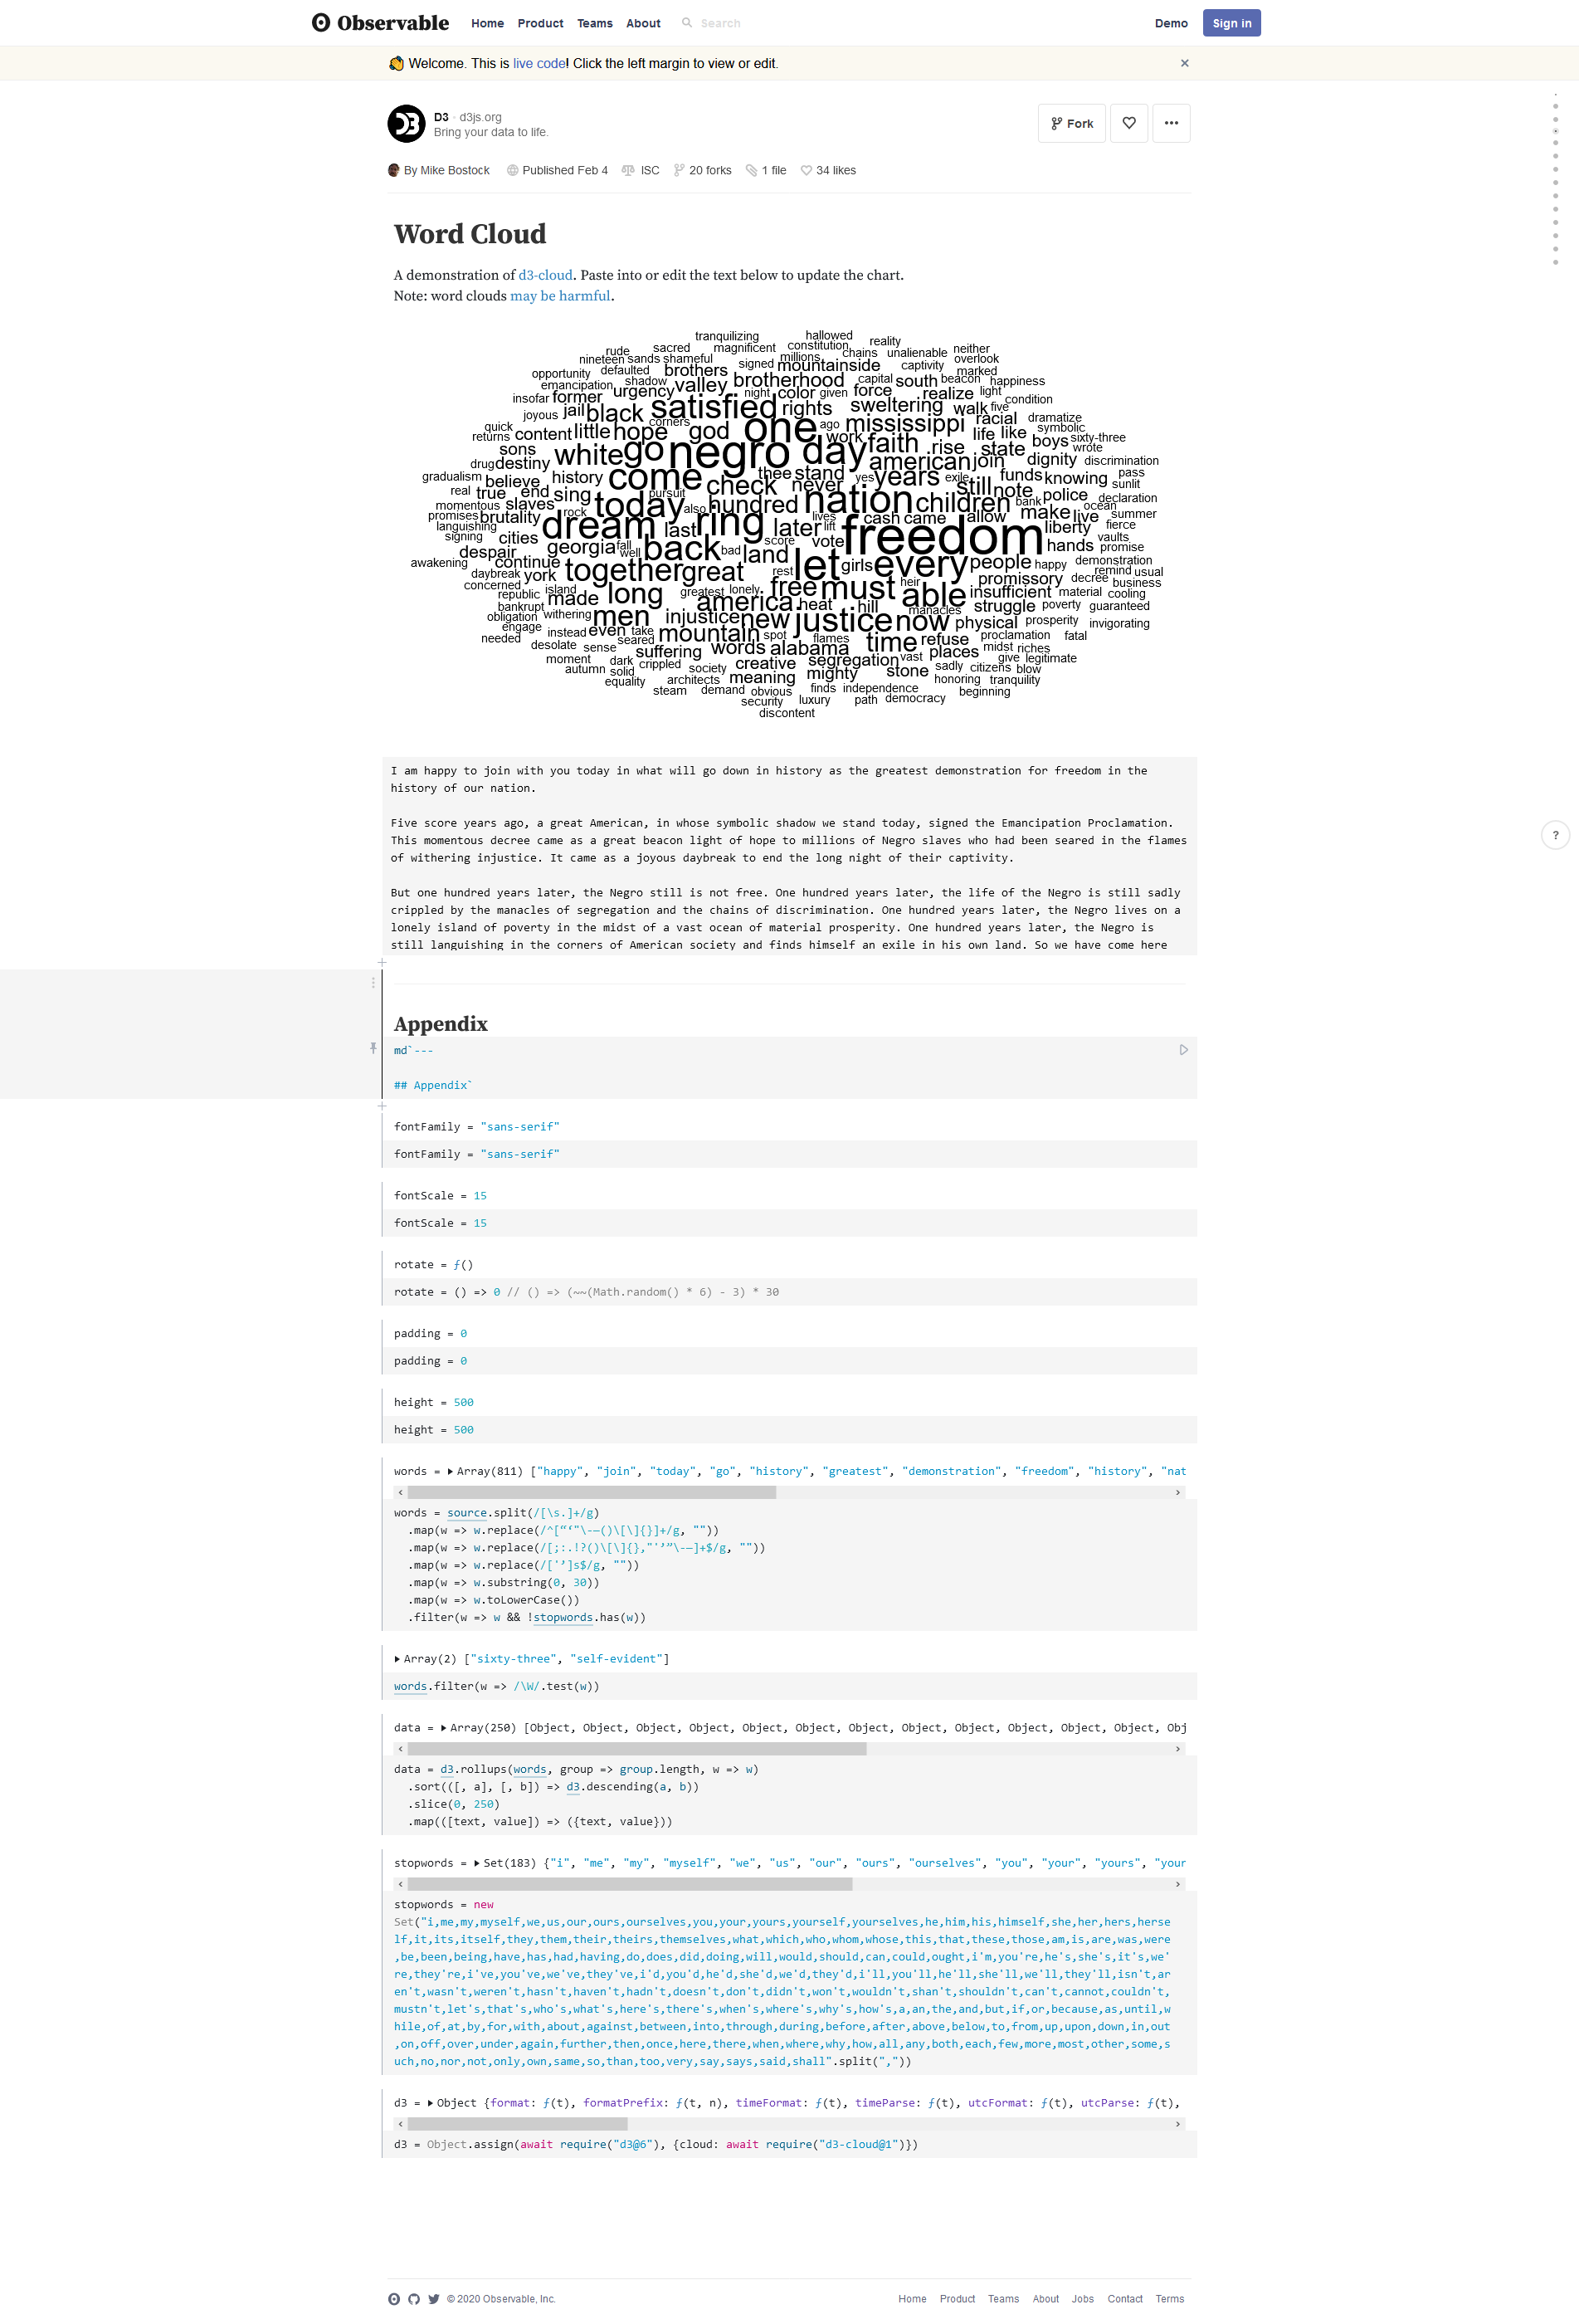 Observable Home Product Teams About Search Demo Sign in
Welcome. This is live code! Click the left margin to view or edit.
D3 · d3js.org
Bring your data to life.
Fork
By Mike Bostock Published Feb 4 ISC 20 forks 1 file 34 likes
Word Cloud
A demonstration of d3-cloud. Paste into or edit the text below to update the chart.
Note: word clouds may be harmful.
tranquilizing hallowed
rude sacred magnificent constitution reality
nineteen sands shameful signed millions chains unalienable neither
opportunity defaulted brothers mountainside captivity overlook
emancipation shadow valley brotherhood capital south beacon marked happiness
insofar former urgency night color given force realize light condition
joyous jail black satisfied rights sweltering walk five
quick corners one ago mississippi racial dramatize
returns content little hope god work faith life like symbolic sixty-three
sons white go negro day rise state boys wrote
drug destiny come thee stand american join dignity discrimination
gradualism believe history check never yes years exile funds knowing pass
real true end sing pursuit nation still note police sunlit
momentous slaves today also hundred children bank make ocean declaration
promises brutality rock dream ring lives cash came allow live summer
languishing last later lift liberty fierce
signing cities georgia fall score vote freedom hands vaults
despair well back bad land promise
awakening continue together great rest let girls every people happy demonstration
daybreak york free must heir promissory decree remind usual
concerned island long greatest lonely able insufficient material business
republic made america heat hill manacles struggle poverty cooling
bankrupt withering men injustice new justice now physical prosperity guaranteed
obligation instead even take mountain spot flames time refuse proclamation fatal invigorating
engage seared
needed desolate sense suffering words alabama vast places midst riches
moment dark crippled society creative segregation sadly citizens give legitimate
autumn solid architects meaning mighty stone honoring blow tranquility
equality steam demand obvious finds independence beginning
security luxury path democracy
discontent
I am happy to join with you today in what will go down in history as the greatest demonstration for freedom in the
history of our nation.
Five score years ago, a great American, in whose symbolic shadow we stand today, signed the Emancipation Proclamation.
This momentous decree came as a great beacon light of hope to millions of Negro slaves who had been seared in the flames
of withering injustice. It came as a joyous daybreak to end the long night of their captivity.
But one hundred years later, the Negro still is not free. One hundred years later, the life of the Negro is still sadly
crippled by the manacles of segregation and the chains of discrimination. One hundred years later, the Negro lives on a
lonely island of poverty in the midst of a vast ocean of material prosperity. One hundred years later, the Negro is
still languishing in the corners of American society and finds himself an exile in his own land. So we have come here
?
Appendix
md`---
## Appendix`
fontFamily = "sans-serif"
fontFamily = "sans-serif"
fontScale = 15
fontScale = 15
rotate = ƒ()
rotate = () => 0 // () => (~~(Math.random() * 6) - 3) * 30
padding = 0
padding = 0
height = 500
height = 500
words = ▸Array(811) ["happy", "join", "today", "go", "history", "greatest", "demonstration", "freedom", "history", "nat
words = source.split(/[\s.]+/g)
.map(w => w.replace(/^[“‘"\-—()\[\]{}]+/g, ""))
.map(w => w.replace(/[;:.!?()\[\]{},"'’”\-—]+$/g, ""))
.map(w => w.replace(/['’]s$/g, ""))
.map(w => w.substring(0, 30))
.map(w => w.toLowerCase())
.filter(w => w && !stopwords.has(w))
▸Array(2) ["sixty-three", "self-evident"]
words.filter(w => /\W/.test(w))
data = ▸Array(250) [Object, Object, Object, Object, Object, Object, Object, Object, Object, Object, Object, Object, Obj
data = d3.rollups(words, group => group.length, w => w)
.sort(([, a], [, b]) => d3.descending(a, b))
.slice(0, 250)
.map(([text, value]) => ({text, value}))
stopwords = ▸Set(183) {"i", "me", "my", "myself", "we", "us", "our", "ours", "ourselves", "you", "your", "yours", "your
stopwords = new
Set("i,me,my,myself,we,us,our,ours,ourselves,you,your,yours,yourself,yourselves,he,him,his,himself,she,her,hers,herse
lf,it,its,itself,they,them,their,theirs,themselves,what,which,who,whom,whose,this,that,these,those,am,is,are,was,were
,be,been,being,have,has,had,having,do,does,did,doing,will,would,should,can,could,ought,i'm,you're,he's,she's,it's,we'
re,they're,i've,you've,we've,they've,i'd,you'd,he'd,she'd,we'd,they'd,i'll,you'll,he'll,she'll,we'll,they'll,isn't,ar
en't,wasn't,weren't,hasn't,haven't,hadn't,doesn't,don't,didn't,won't,wouldn't,shan't,shouldn't,can't,cannot,couldn't,
mustn't,let's,that's,who's,what's,here's,there's,when's,where's,why's,how's,a,an,the,and,but,if,or,because,as,until,w
hile,of,at,by,for,with,about,against,between,into,through,during,before,after,above,below,to,from,up,upon,down,in,out
,on,off,over,under,again,further,then,once,here,there,when,where,why,how,all,any,both,each,few,more,most,other,some,s
uch,no,nor,not,only,own,same,so,than,too,very,say,says,said,shall".split(","))
d3 = ▸Object {format: ƒ(t), formatPrefix: ƒ(t, n), timeFormat: ƒ(t), timeParse: ƒ(t), utcFormat: ƒ(t), utcParse: ƒ(t),
d3 = Object.assign(await require("d3@6"), {cloud: await require("d3-cloud@1")})
© 2020 Observable, Inc. Home Product Teams About Jobs Contact Terms